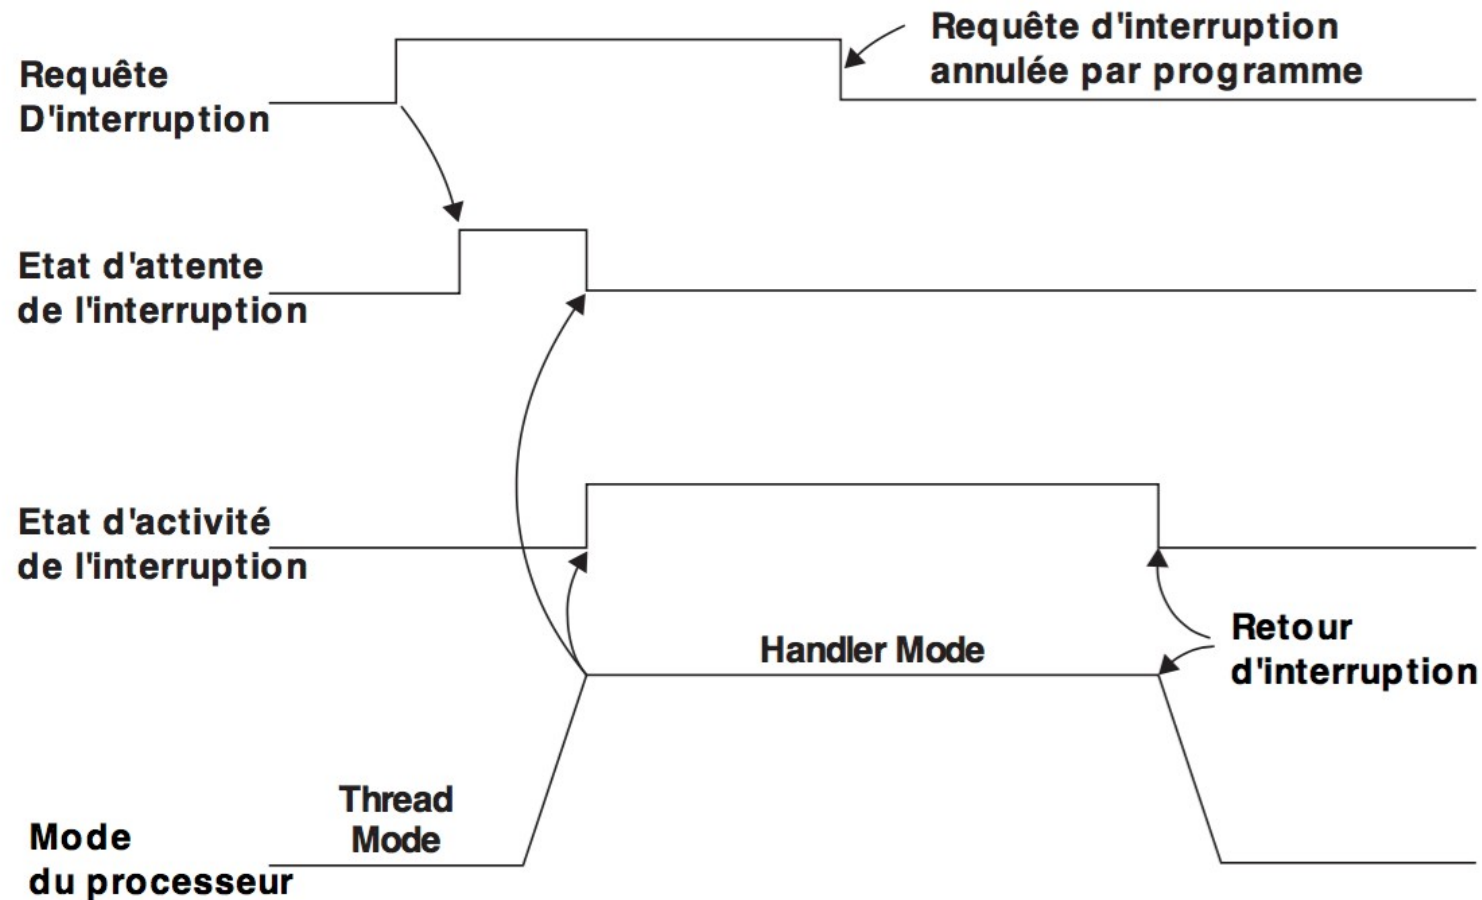 Requête d'interruption
annulée par programme
Requête
D'interruption
Etat d'attente
de l'interruption
Etat d'activité
de l'interruption
Handler Mode
Retour
d'interruption
Thread
Mode
Mode
du processeur